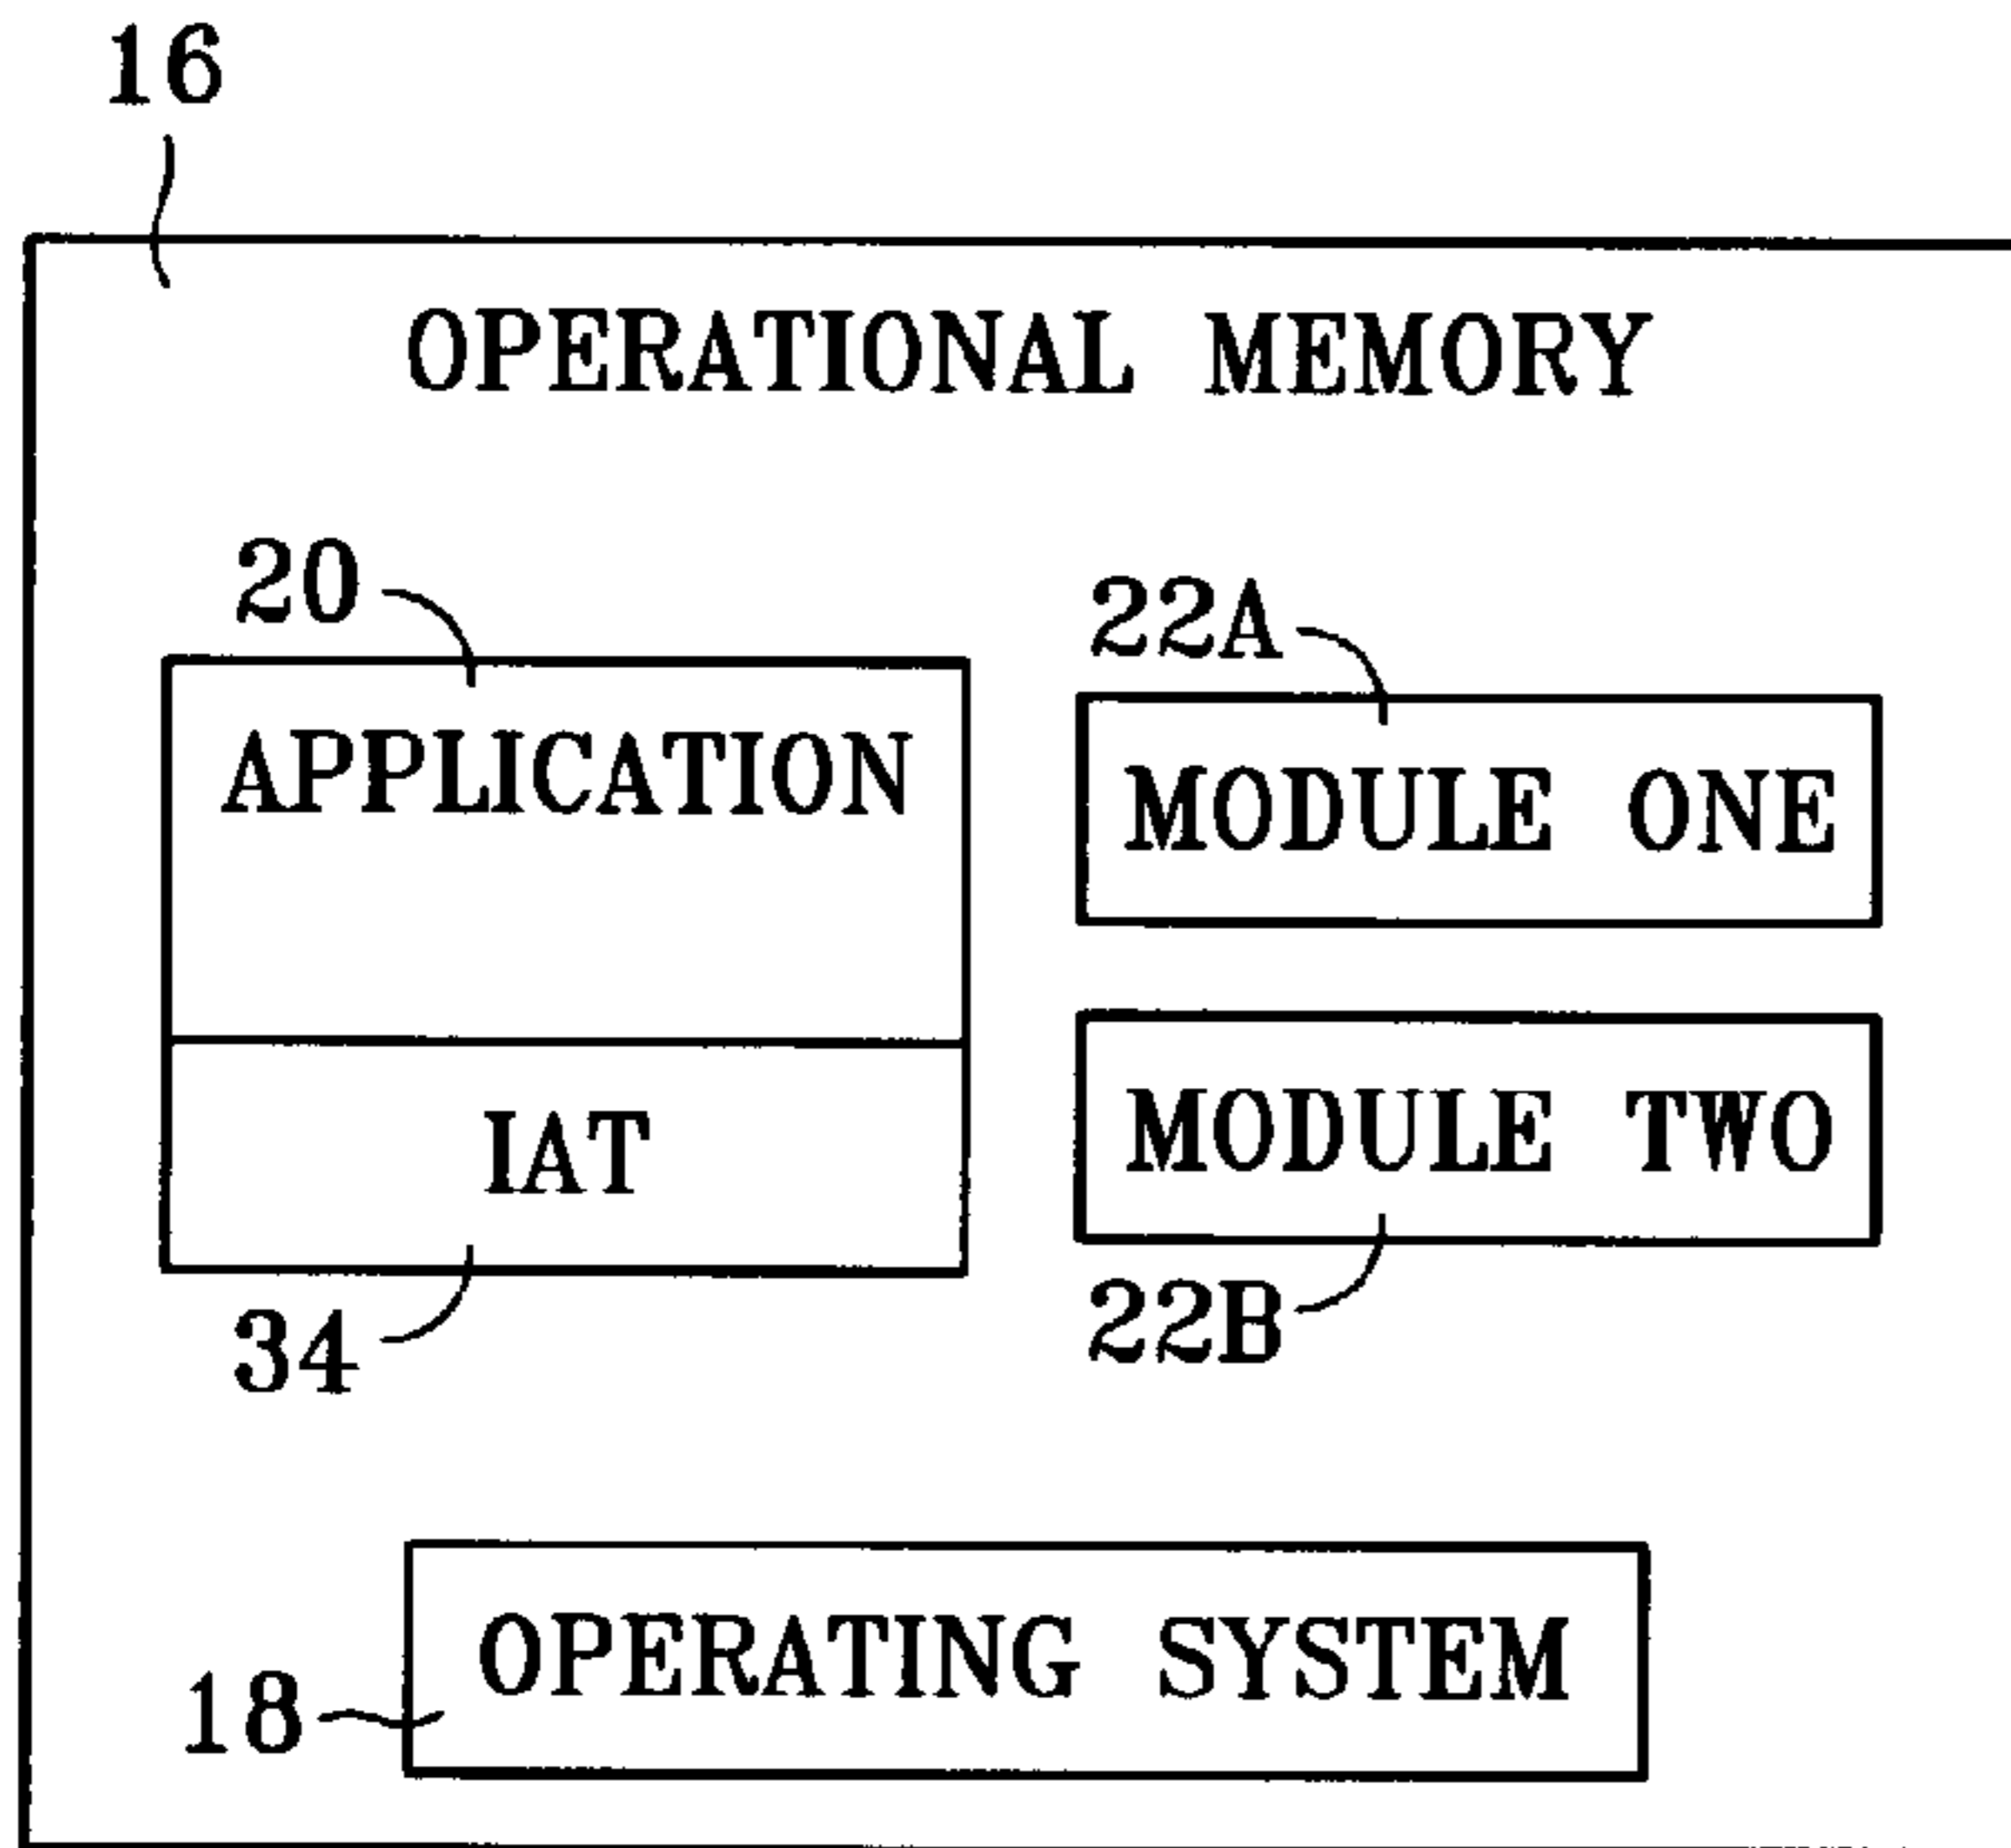 16
OPERATIONAL MEMORY
20
APPLICATION
IAT
34
22A
MODULE ONE
MODULE TWO
22B
OPERATING SYSTEM
18